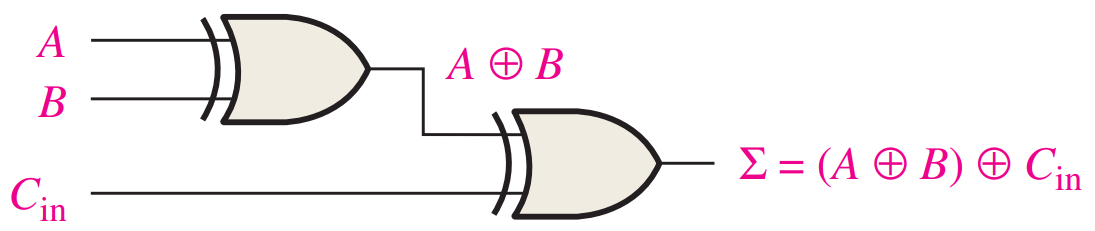 A
B
A ⊕ B
C_in
Σ = (A ⊕ B) ⊕ C_in